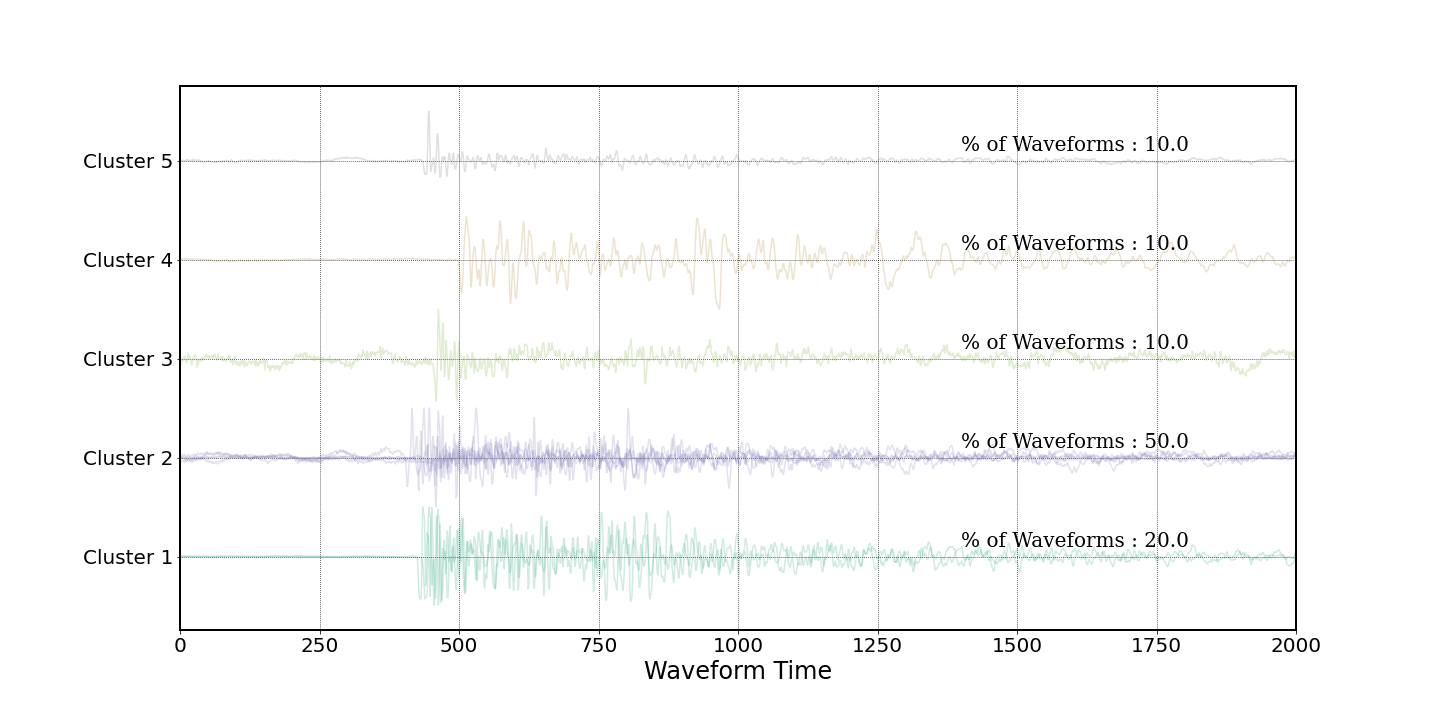 Cluster 5
% of Waveforms : 10.0
Cluster 4
% of Waveforms : 10.0
Cluster 3
% of Waveforms : 10.0
Cluster 2
% of Waveforms : 50.0
Cluster 1
% of Waveforms : 20.0
0 250 500 750 1000 1250 1500 1750 2000
Waveform Time